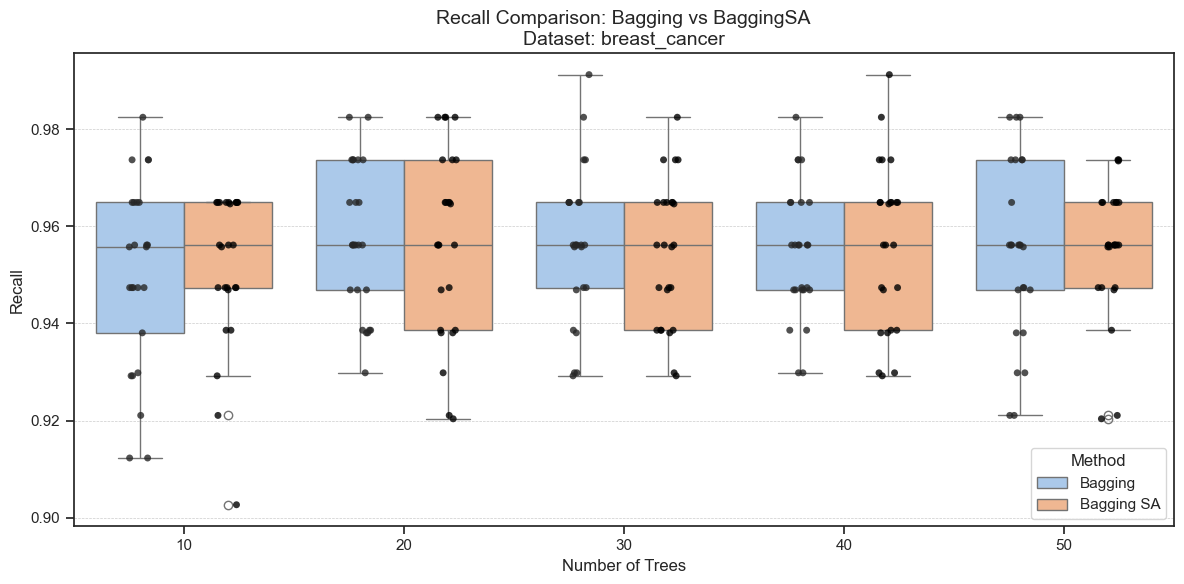 Recall Comparison: Bagging vs BaggingSA
Dataset: breast_cancer
Recall
0.98
0.96
0.94
0.92
0.90
10
20
30
40
50
Number of Trees
Method
Bagging
Bagging SA